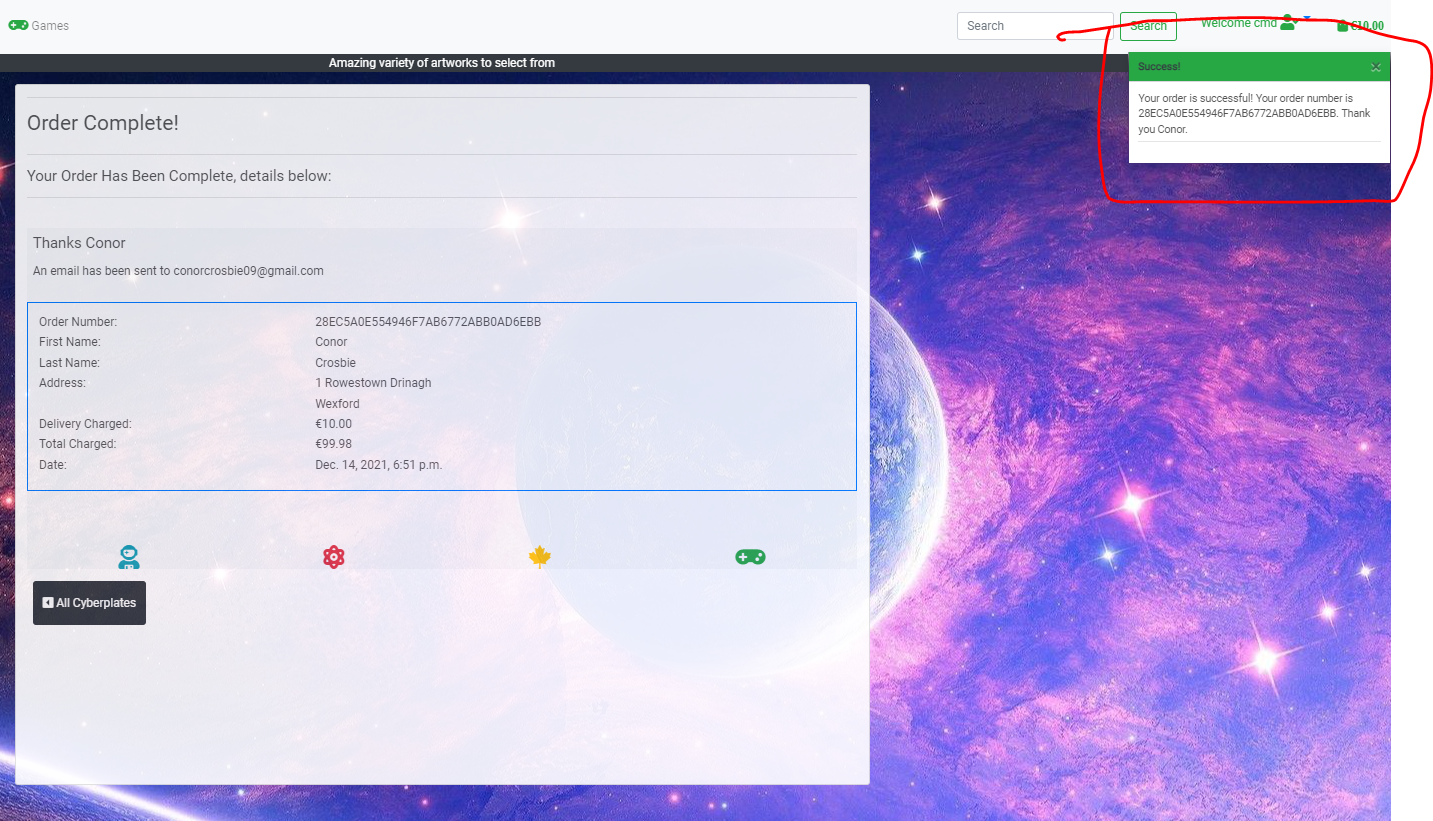 Games
Search
Search
Welcome cmd
€10.00
Amazing variety of artworks to select from
Success!
×
Your order is successful! Your order number is
28EC5A0E554946F7AB6772ABB0AD6EBB. Thank
you Conor.
Order Complete!
Your Order Has Been Complete, details below:
Thanks Conor
An email has been sent to conorcrosbie09@gmail.com
Order Number: 28EC5A0E554946F7AB6772ABB0AD6EBB
First Name: Conor
Last Name: Crosbie
Address: 1 Rowestown Drinagh
Wexford
Delivery Charged: €10.00
Total Charged: €99.98
Date: Dec. 14, 2021, 6:51 p.m.
All Cyberplates